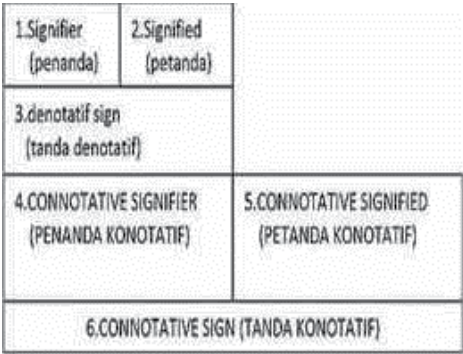 1.Signifier
(penanda)
2.Signified
(petanda)
3.denotatif sign
(tanda denotatif)
4.CONNOTATIVE SIGNIFIER
(PENANDA KONOTATIF)
5.CONNOTATIVE SIGNIFIED
(PETANDA KONOTATIF)
6.CONNOTATIVE SIGN (TANDA KONOTATIF)